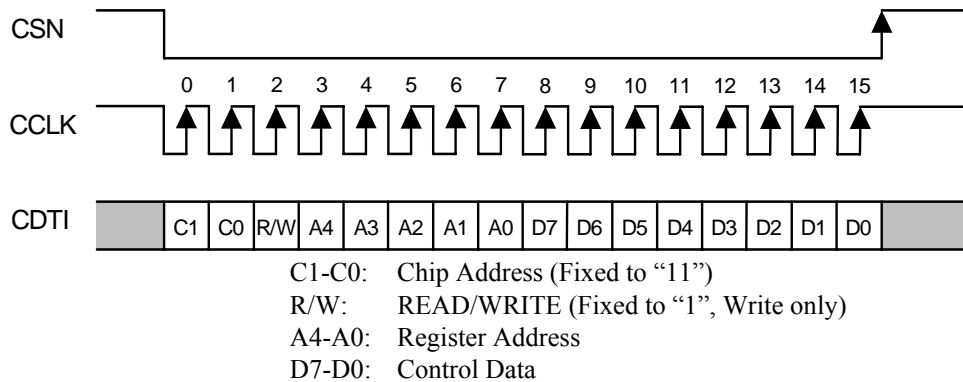 CSN
0 1 2 3 4 5 6 7 8 9 10 11 12 13 14 15
CCLK
CDTI C1 C0 R/W A4 A3 A2 A1 A0 D7 D6 D5 D4 D3 D2 D1 D0
C1-C0: Chip Address (Fixed to “11”)
R/W: READ/WRITE (Fixed to “1”, Write only)
A4-A0: Register Address
D7-D0: Control Data